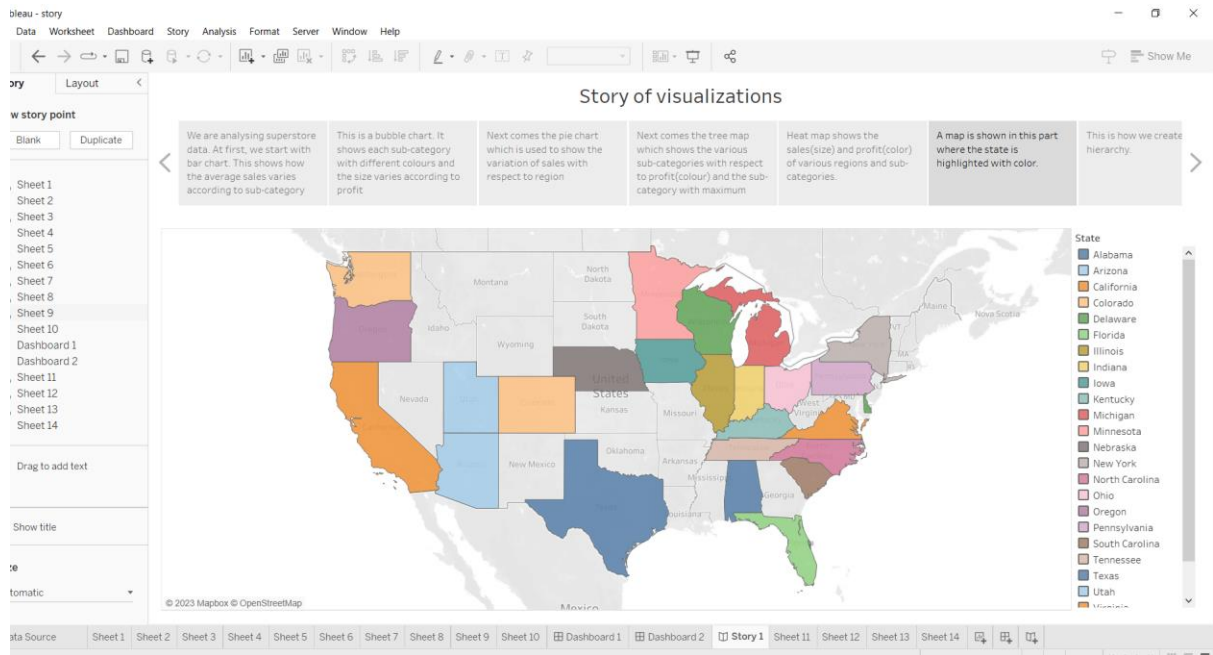 bleau - story
Data Worksheet Dashboard Story Analysis Format Server Window Help
Show Me
ory Layout
w story point
Blank Duplicate
Sheet 1
Sheet 2
Sheet 3
Sheet 4
Sheet 5
Sheet 6
Sheet 7
Sheet 8
Sheet 9
Sheet 10
Dashboard 1
Dashboard 2
Sheet 11
Sheet 12
Sheet 13
Sheet 14
Drag to add text
Show title
ze
tomatic
Story of visualizations
We are analysing superstore
data. At first, we start with
bar chart. This shows how
the average sales varies
according to sub-category
This is a bubble chart. It
shows each sub-category
with different colours and
the size varies according to
profit
Next comes the pie chart
which is used to show the
variation of sales with
respect to region
Next comes the tree map
which shows the various
sub-categories with respect
to profit(colour) and the sub-
category with maximum
Heat map shows the
sales(size) and profit(color)
of various regions and sub-
categories.
A map is shown in this part
where the state is
highlighted with color.
This is how we create
hierarchy.
Montana
North
Dakota
South
Dakota
Idaho
Wyoming
Nevada
United
States
Kansas
Missouri
West
Virginia
Oklahoma
Arkansas
New Mexico
Mississippi
Georgia
Louisiana
Texas
Maine
VT
MA
Nova Scotia
Mexico
© 2023 Mapbox © OpenStreetMap
State
Alabama
Arizona
California
Colorado
Delaware
Florida
Illinois
Indiana
Iowa
Kentucky
Michigan
Minnesota
Nebraska
New York
North Carolina
Ohio
Oregon
Pennsylvania
South Carolina
Tennessee
Texas
Utah
Virginia
ata Source Sheet 1 Sheet 2 Sheet 3 Sheet 4 Sheet 5 Sheet 6 Sheet 7 Sheet 8 Sheet 9 Sheet 10 Dashboard 1 Dashboard 2 Story 1 Sheet 11 Sheet 12 Sheet 13 Sheet 14